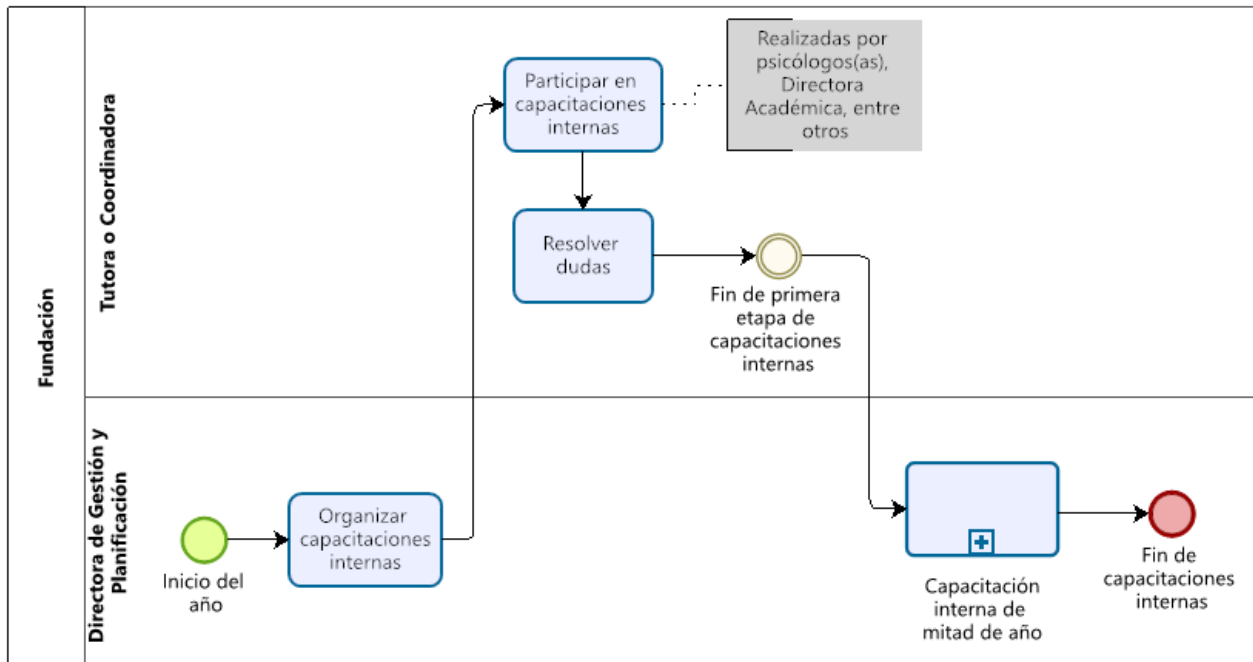 Fundación
Tutora o Coordinadora
Participar en
capacitaciones
internas
Realizadas por
psicólogos(as),
Directora
Académica, entre
otros
Resolver
dudas
Fin de primera
etapa de
capacitaciones
internas
Directora de Gestión y
Planificación
Inicio del
año
Organizar
capacitaciones
internas
Capacitación
interna de
mitad de año
Fin de
capacitaciones
internas